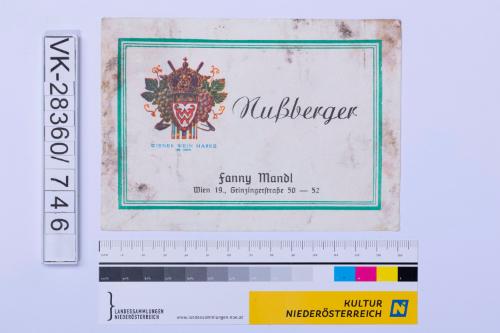 VK-28360/746
Nußberger
WIENER WEIN MARKE
Fanny Mandl
Wien 19., Grinzingerstraße 50 — 52
LANDESSAMMLUNGEN
NIEDERÖSTERREICH
www.landessammlungen-noe.at
KULTUR
NIEDERÖSTERREICH
N